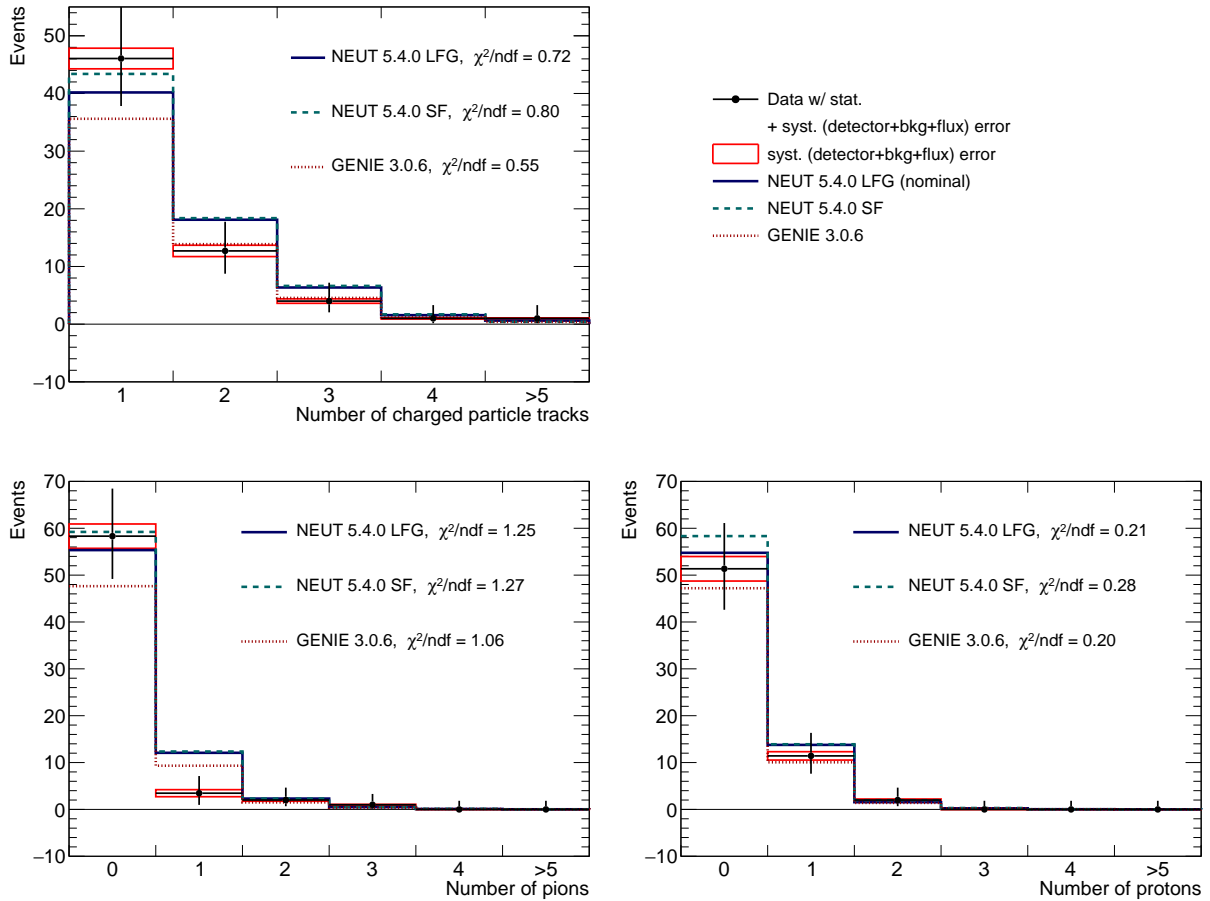 Events
50
40
30
20
10
0
−10
NEUT 5.4.0 LFG, χ²/ndf = 0.72
NEUT 5.4.0 SF, χ²/ndf = 0.80
GENIE 3.0.6, χ²/ndf = 0.55
1 2 3 4 >5
Number of charged particle tracks
Data w/ stat.
+ syst. (detector+bkg+flux) error
syst. (detector+bkg+flux) error
NEUT 5.4.0 LFG (nominal)
NEUT 5.4.0 SF
GENIE 3.0.6
Events
70
60
50
40
30
20
10
0
−10
NEUT 5.4.0 LFG, χ²/ndf = 1.25
NEUT 5.4.0 SF, χ²/ndf = 1.27
GENIE 3.0.6, χ²/ndf = 1.06
0 1 2 3 4 >5
Number of pions
Events
70
60
50
40
30
20
10
0
−10
NEUT 5.4.0 LFG, χ²/ndf = 0.21
NEUT 5.4.0 SF, χ²/ndf = 0.28
GENIE 3.0.6, χ²/ndf = 0.20
0 1 2 3 4 >5
Number of protons